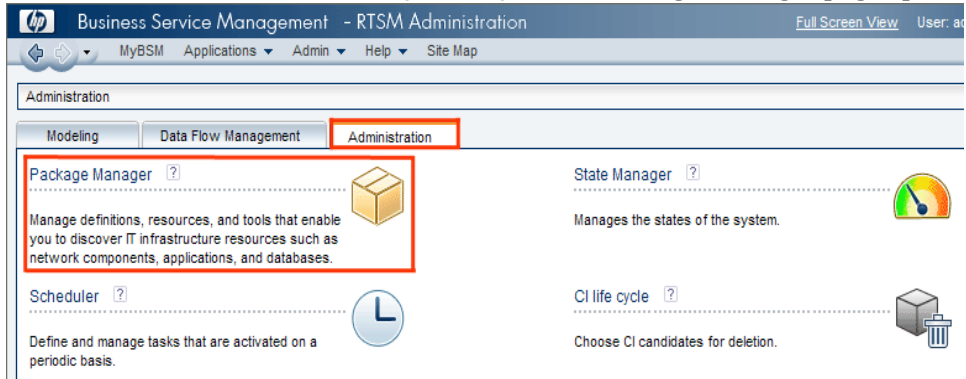 hp Business Service Management - RTSM Administration Full Screen View User: a
MyBSM Applications Admin Help Site Map
Administration
Modeling Data Flow Management Administration
Package Manager ?
Manage definitions, resources, and tools that enable
you to discover IT infrastructure resources such as
network components, applications, and databases.
State Manager ?
Manages the states of the system.
Scheduler ?
Define and manage tasks that are activated on a
periodic basis.
CI life cycle ?
Choose CI candidates for deletion.